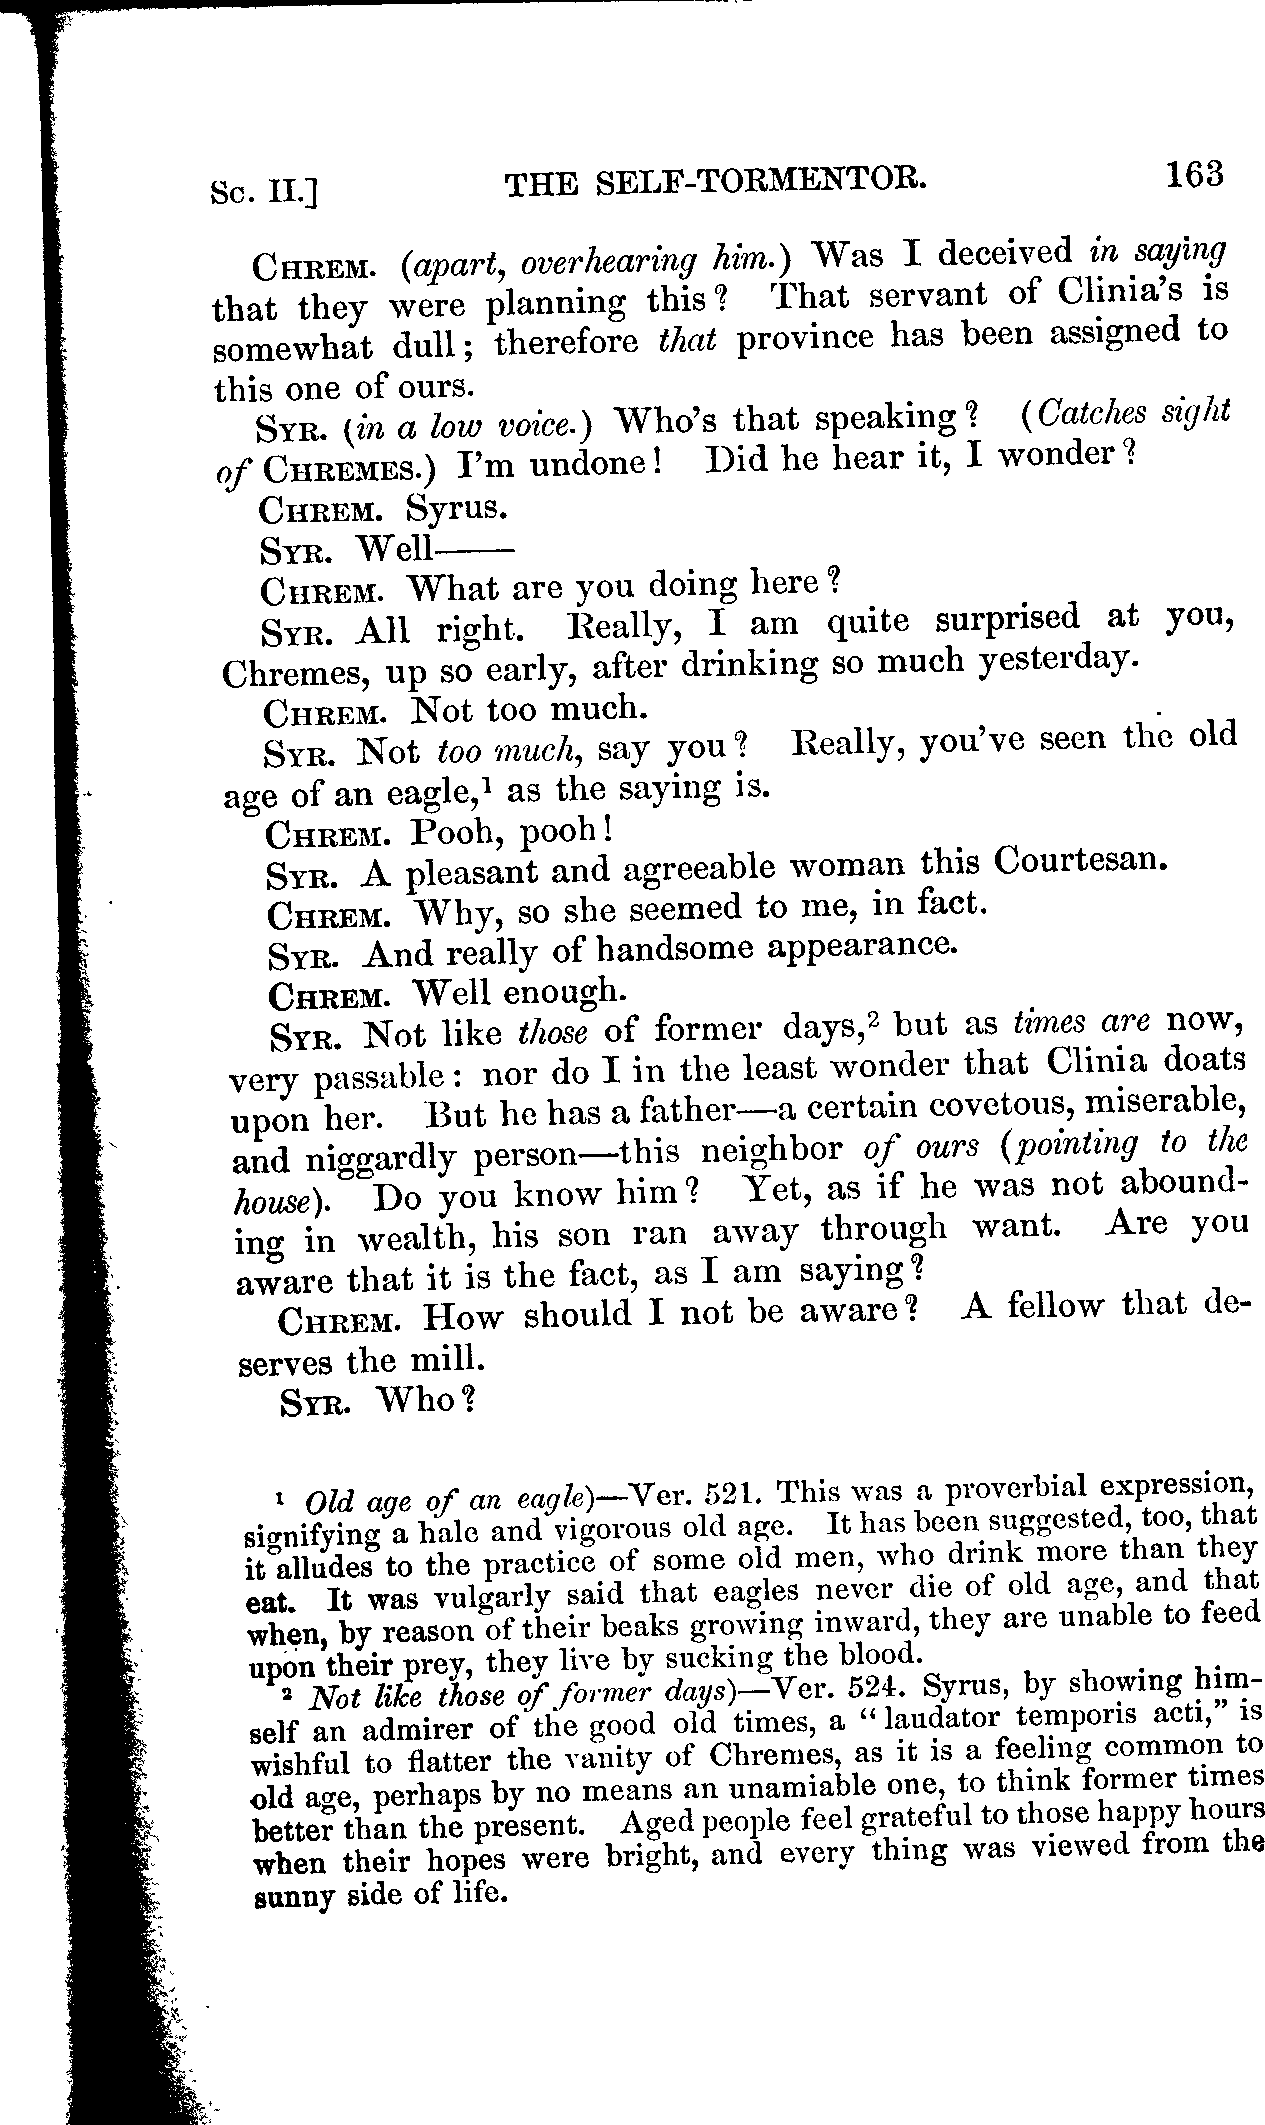 Sc. II.] THE SELF-TORMENTOR. 163
CHREM. (apart, overhearing him.) Was I deceived in saying
that they were planning this? That servant of Clinia's is
somewhat dull; therefore that province has been assigned to
this one of ours.
SYR. (in a low voice.) Who's that speaking? (Catches sight
of CHREMES.) I'm undone! Did he hear it, I wonder?
CHREM. Syrus.
SYR. Well——
CHREM. What are you doing here?
SYR. All right. Really, I am quite surprised at you,
Chremes, up so early, after drinking so much yesterday.
CHREM. Not too much.
SYR. Not too much, say you? Really, you've seen the old
age of an eagle,¹ as the saying is.
CHREM. Pooh, pooh!
SYR. A pleasant and agreeable woman this Courtesan.
CHREM. Why, so she seemed to me, in fact.
SYR. And really of handsome appearance.
CHREM. Well enough.
SYR. Not like those of former days,² but as times are now,
very passable: nor do I in the least wonder that Clinia doats
upon her. But he has a father—a certain covetous, miserable,
and niggardly person—this neighbor of ours (pointing to the
house). Do you know him? Yet, as if he was not abound-
ing in wealth, his son ran away through want. Are you
aware that it is the fact, as I am saying?
CHREM. How should I not be aware? A fellow that de-
serves the mill.
SYR. Who?
¹ Old age of an eagle)—Ver. 521. This was a proverbial expression,
signifying a hale and vigorous old age. It has been suggested, too, that
it alludes to the practice of some old men, who drink more than they
eat. It was vulgarly said that eagles never die of old age, and that
when, by reason of their beaks growing inward, they are unable to feed
upon their prey, they live by sucking the blood.
² Not like those of former days)—Ver. 524. Syrus, by showing him-
self an admirer of the good old times, a "laudator temporis acti," is
wishful to flatter the vanity of Chremes, as it is a feeling common to
old age, perhaps by no means an unamiable one, to think former times
better than the present. Aged people feel grateful to those happy hours
when their hopes were bright, and every thing was viewed from the
sunny side of life.